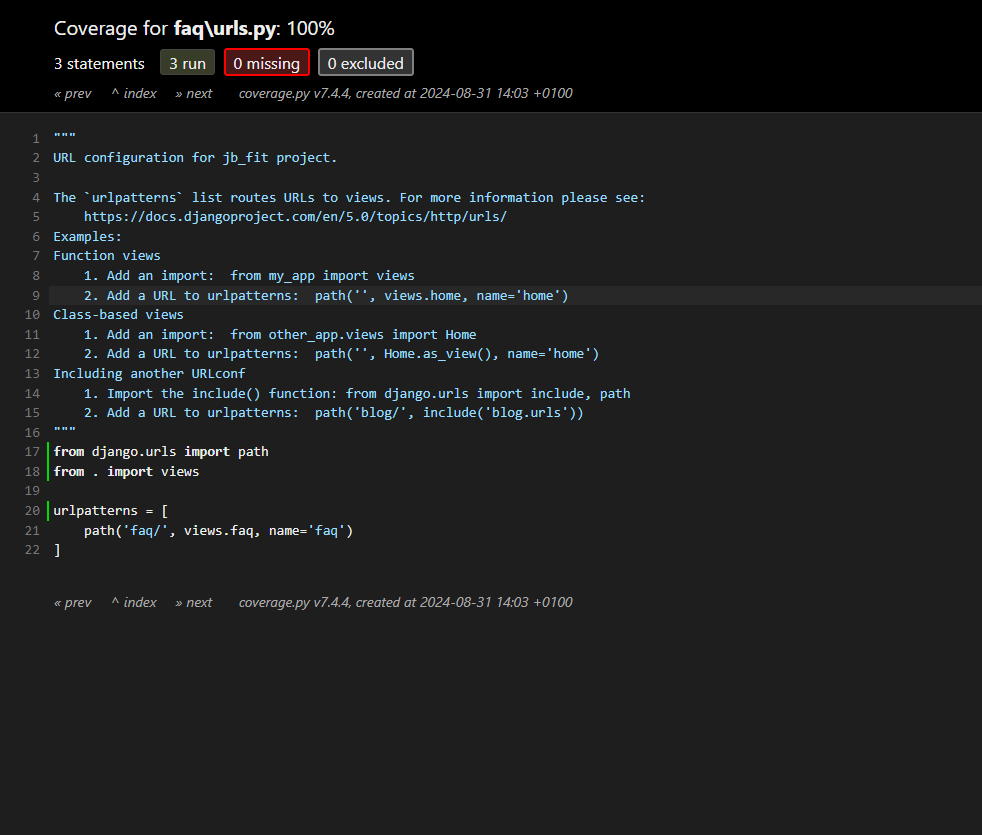 Coverage for faq\urls.py: 100%
3 statements 3 run 0 missing 0 excluded
« prev ^ index » next coverage.py v7.4.4, created at 2024-08-31 14:03 +0100
1 """
2 URL configuration for jb_fit project.
3
4 The `urlpatterns` list routes URLs to views. For more information please see:
5     https://docs.djangoproject.com/en/5.0/topics/http/urls/
6 Examples:
7 Function views
8     1. Add an import:  from my_app import views
9     2. Add a URL to urlpatterns:  path('', views.home, name='home')
10 Class-based views
11     1. Add an import:  from other_app.views import Home
12     2. Add a URL to urlpatterns:  path('', Home.as_view(), name='home')
13 Including another URLconf
14     1. Import the include() function: from django.urls import include, path
15     2. Add a URL to urlpatterns:  path('blog/', include('blog.urls'))
16 """
17 from django.urls import path
18 from . import views
19
20 urlpatterns = [
21     path('faq/', views.faq, name='faq')
22 ]
« prev ^ index » next coverage.py v7.4.4, created at 2024-08-31 14:03 +0100